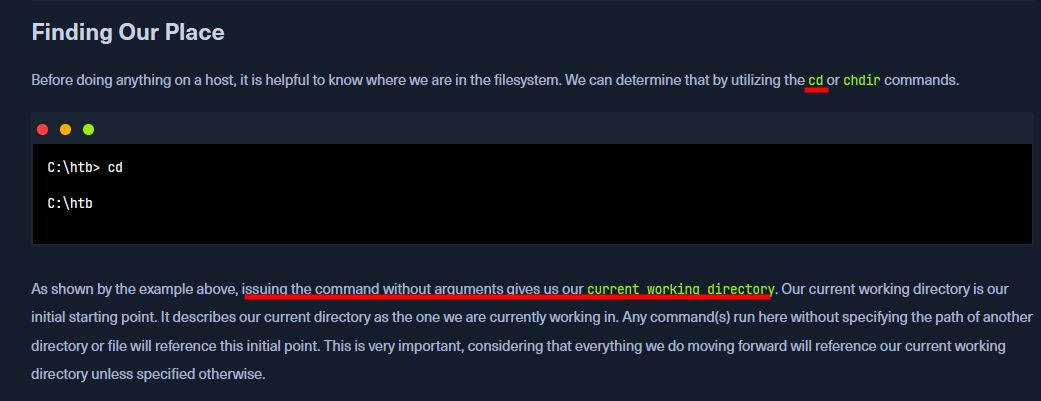 Finding Our Place
Before doing anything on a host, it is helpful to know where we are in the filesystem. We can determine that by utilizing the cd or chdir commands.
C:\htb> cd
C:\htb
As shown by the example above, issuing the command without arguments gives us our current working directory. Our current working directory is our
initial starting point. It describes our current directory as the one we are currently working in. Any command(s) run here without specifying the path of another
directory or file will reference this initial point. This is very important, considering that everything we do moving forward will reference our current working
directory unless specified otherwise.